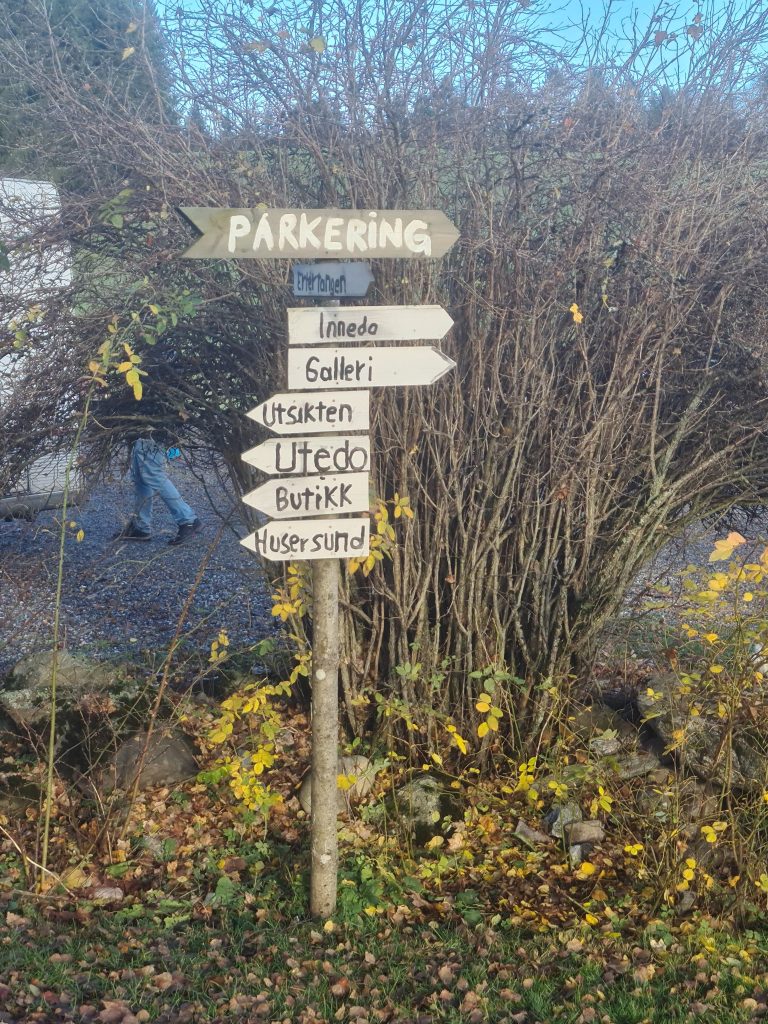 PARKERING
Innedo
Galleri
Utsikten
Utedo
Butikk
Husersund